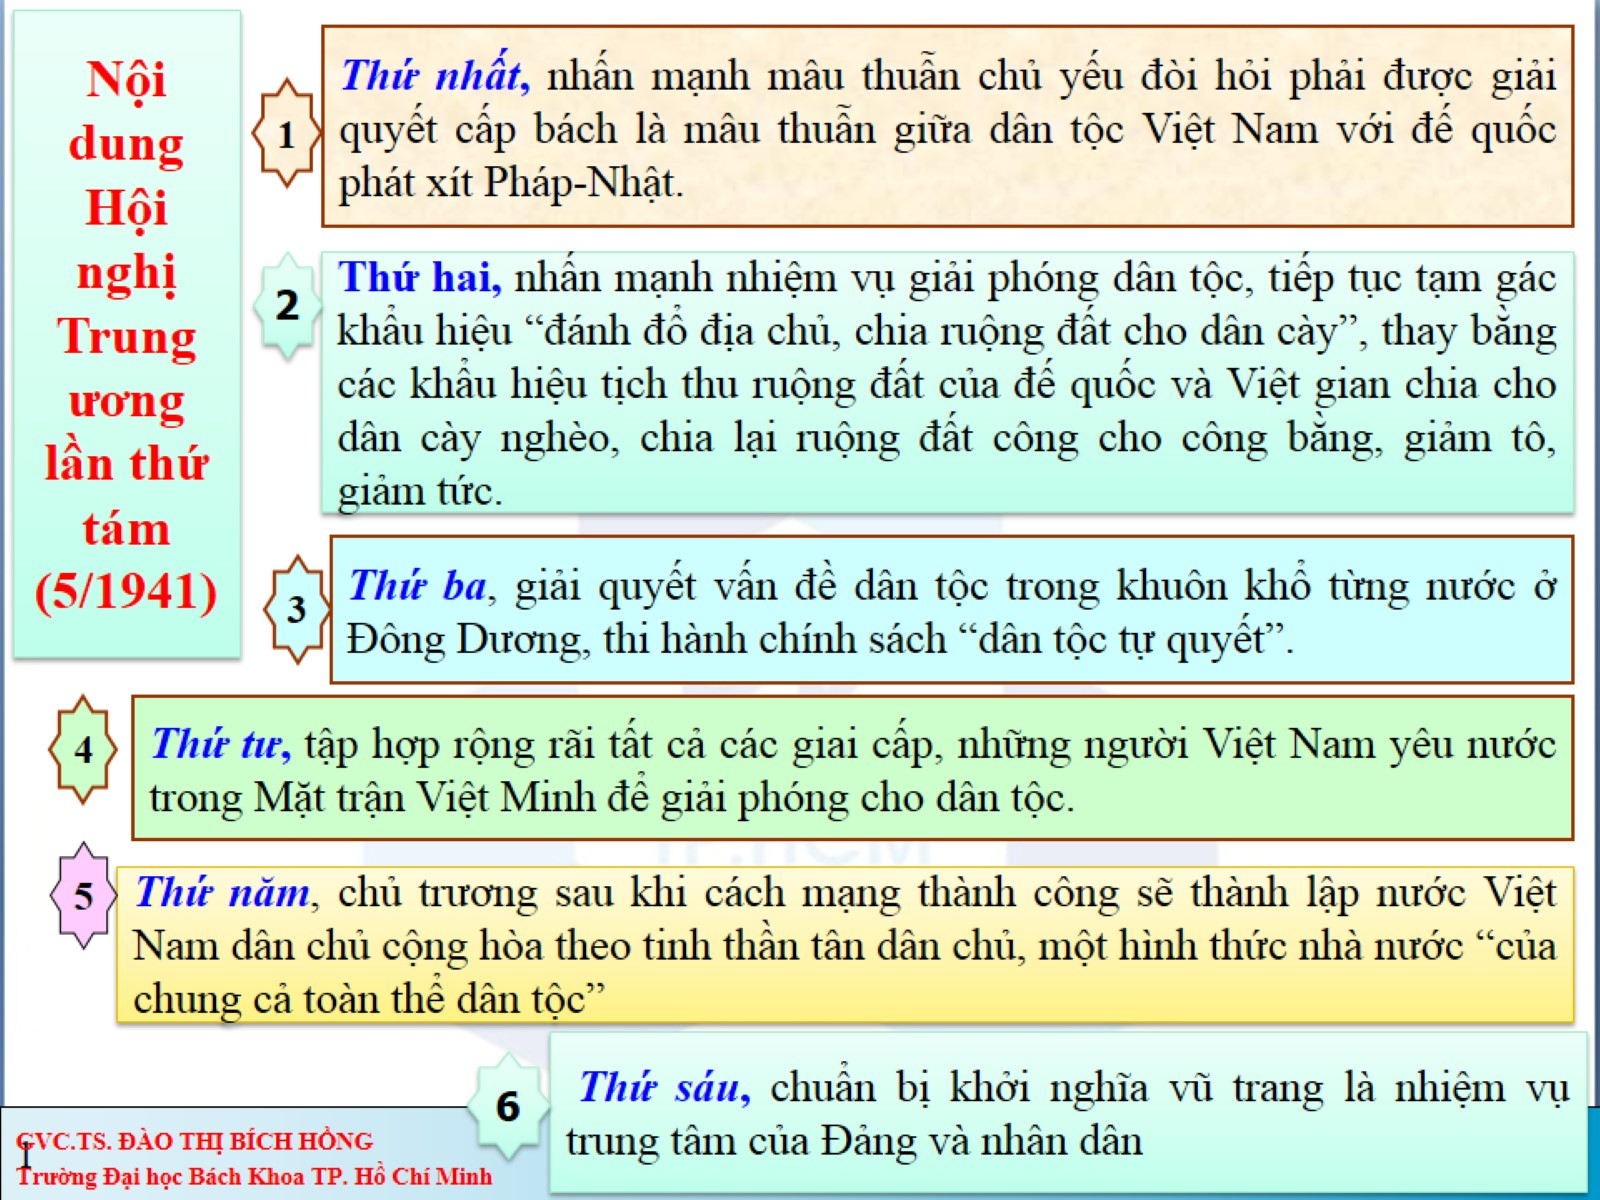 Nội
dung
Hội
nghị
Trung
ương
lần thứ
tám
(5/1941)
1
Thứ nhất, nhấn mạnh mâu thuẫn chủ yếu đòi hỏi phải được giải
quyết cấp bách là mâu thuẫn giữa dân tộc Việt Nam với đế quốc
phát xít Pháp-Nhật.
2
Thứ hai, nhấn mạnh nhiệm vụ giải phóng dân tộc, tiếp tục tạm gác
khẩu hiệu “đánh đổ địa chủ, chia ruộng đất cho dân cày”, thay bằng
các khẩu hiệu tịch thu ruộng đất của đế quốc và Việt gian chia cho
dân cày nghèo, chia lại ruộng đất công cho công bằng, giảm tô,
giảm tức.
3
Thứ ba, giải quyết vấn đề dân tộc trong khuôn khổ từng nước ở
Đông Dương, thi hành chính sách “dân tộc tự quyết”.
4
Thứ tư, tập hợp rộng rãi tất cả các giai cấp, những người Việt Nam yêu nước
trong Mặt trận Việt Minh để giải phóng cho dân tộc.
TP.HCM
5
Thứ năm, chủ trương sau khi cách mạng thành công sẽ thành lập nước Việt
Nam dân chủ cộng hòa theo tinh thần tân dân chủ, một hình thức nhà nước “của
chung cả toàn thể dân tộc”
6
Thứ sáu, chuẩn bị khởi nghĩa vũ trang là nhiệm vụ
trung tâm của Đảng và nhân dân
GVC.TS. ĐÀO THỊ BÍCH HỒNG
1
Trường Đại học Bách Khoa TP. Hồ Chí Minh